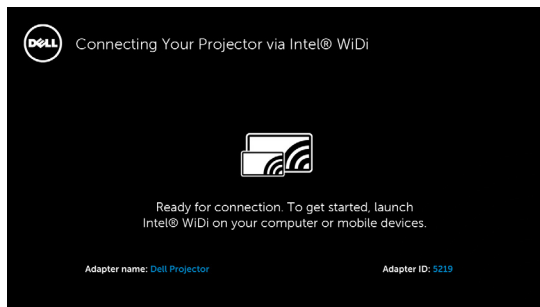 DELL
Connecting Your Projector via Intel® WiDi
Ready for connection. To get started, launch
Intel® WiDi on your computer or mobile devices.
Adapter name: Dell Projector
Adapter ID: 5219